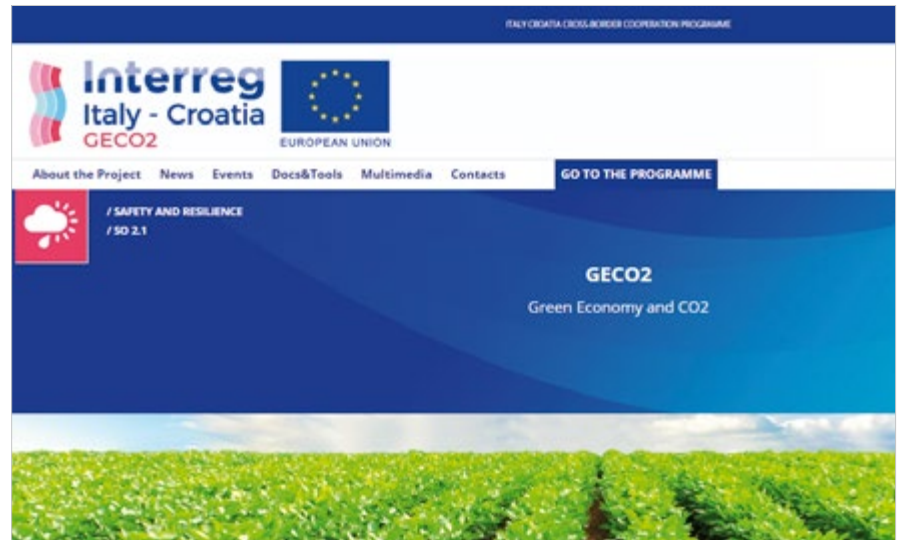 ITALY CROATIA CROSS-BORDER COOPERATION PROGRAMME
Interreg
Italy - Croatia
GECO2
EUROPEAN UNION
About the Project News Events Docs&Tools Multimedia Contacts GO TO THE PROGRAMME
/ SAFETY AND RESILIENCE
/ SO 2.1
GECO2
Green Economy and CO2